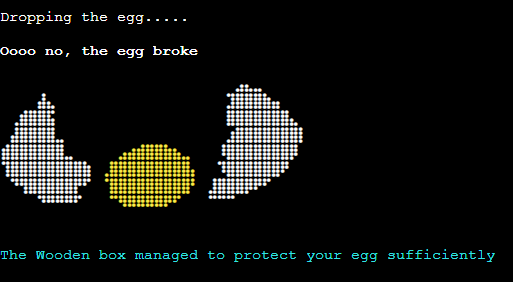 Dropping the egg.....
Oooo no, the egg broke
The Wooden box managed to protect your egg sufficiently